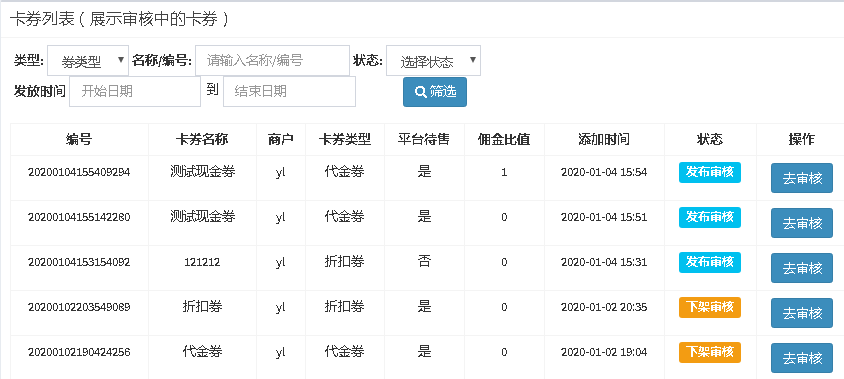 卡券列表（展示审核中的卡券）
类型: 券类型 名称/编号: 请输入名称/编号 状态: 选择状态
发放时间 开始日期 到 结束日期 筛选
编号 卡券名称 商户 卡券类型 平台待售 佣金比值 添加时间 状态 操作
20200104155409294 测试现金券 yl 代金券 是 1 2020-01-04 15:54 发布审核 去审核
20200104155142280 测试现金券 yl 代金券 是 0 2020-01-04 15:51 发布审核 去审核
20200104153154092 121212 yl 折扣券 否 0 2020-01-04 15:31 发布审核 去审核
20200102203549089 折扣券 yl 折扣券 是 0 2020-01-02 20:35 下架审核 去审核
20200102190424256 代金券 yl 代金券 是 0 2020-01-02 19:04 下架审核 去审核